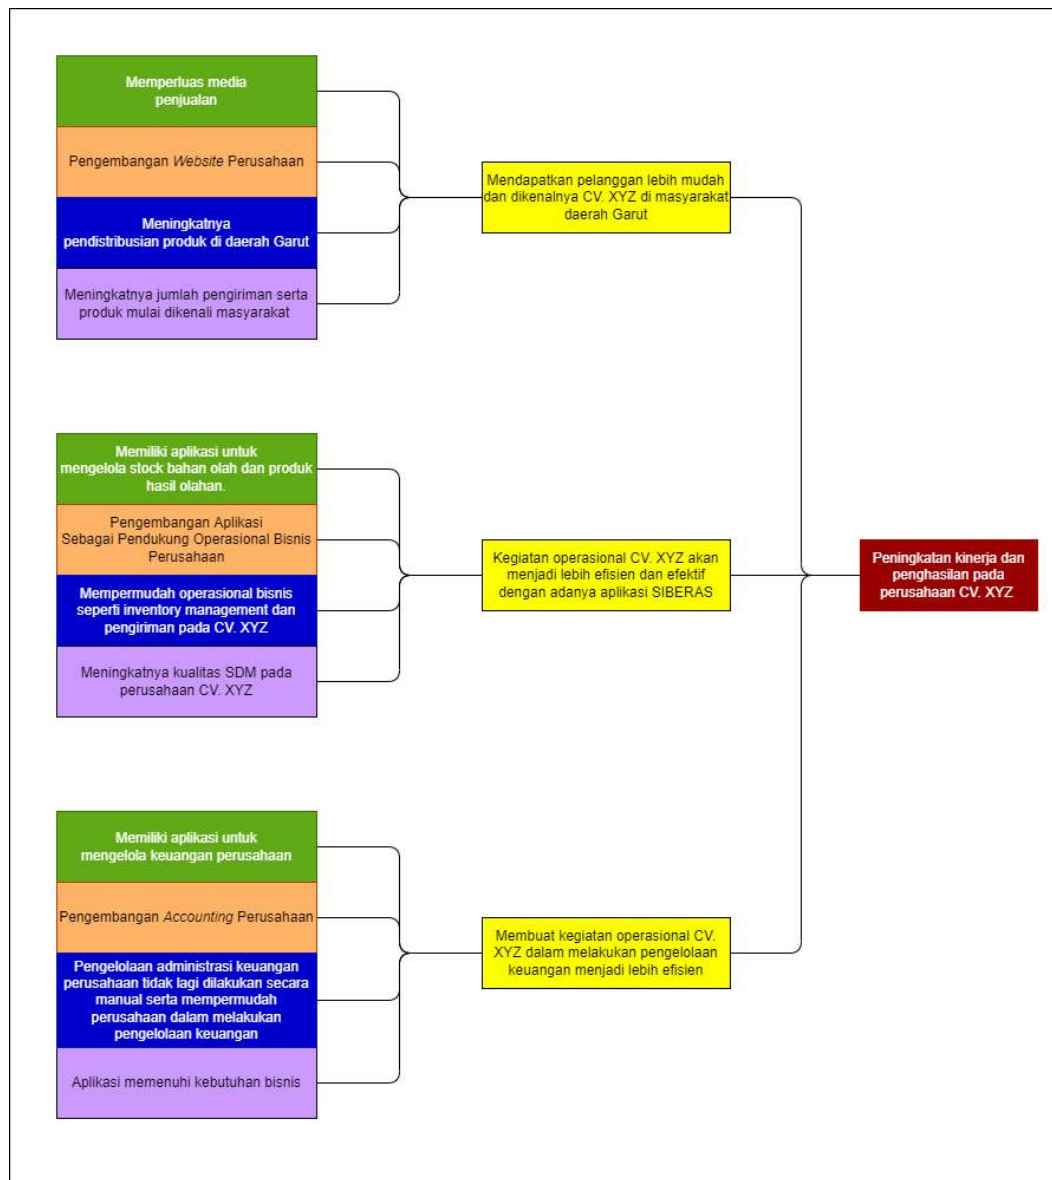 Memperluas media
penjualan
Pengembangan Website Perusahaan
Meningkatnya
pendistribusian produk di daerah Garut
Meningkatnya jumlah pengiriman serta
produk mulai dikenali masyarakat
Mendapatkan pelanggan lebih mudah
dan dikenalnya CV. XYZ di masyarakat
daerah Garut
Memiliki aplikasi untuk
mengelola stock bahan olah dan produk
hasil olahan.
Pengembangan Aplikasi
Sebagai Pendukung Operasional Bisnis
Perusahaan
Mempermudah operasional bisnis
seperti inventory management dan
pengiriman pada CV. XYZ
Meningkatnya kualitas SDM pada
perusahaan CV. XYZ
Kegiatan operasional CV. XYZ akan
menjadi lebih efisien dan efektif
dengan adanya aplikasi SIBERAS
Peningkatan kinerja dan
penghasilan pada
perusahaan CV. XYZ
Memiliki aplikasi untuk
mengelola keuangan perusahaan
Pengembangan Accounting Perusahaan
Pengelolaan administrasi keuangan
perusahaan tidak lagi dilakukan secara
manual serta mempermudah
perusahaan dalam melakukan
pengelolaan keuangan
Aplikasi memenuhi kebutuhan bisnis
Membuat kegiatan operasional CV.
XYZ dalam melakukan pengelolaan
keuangan menjadi lebih efisien